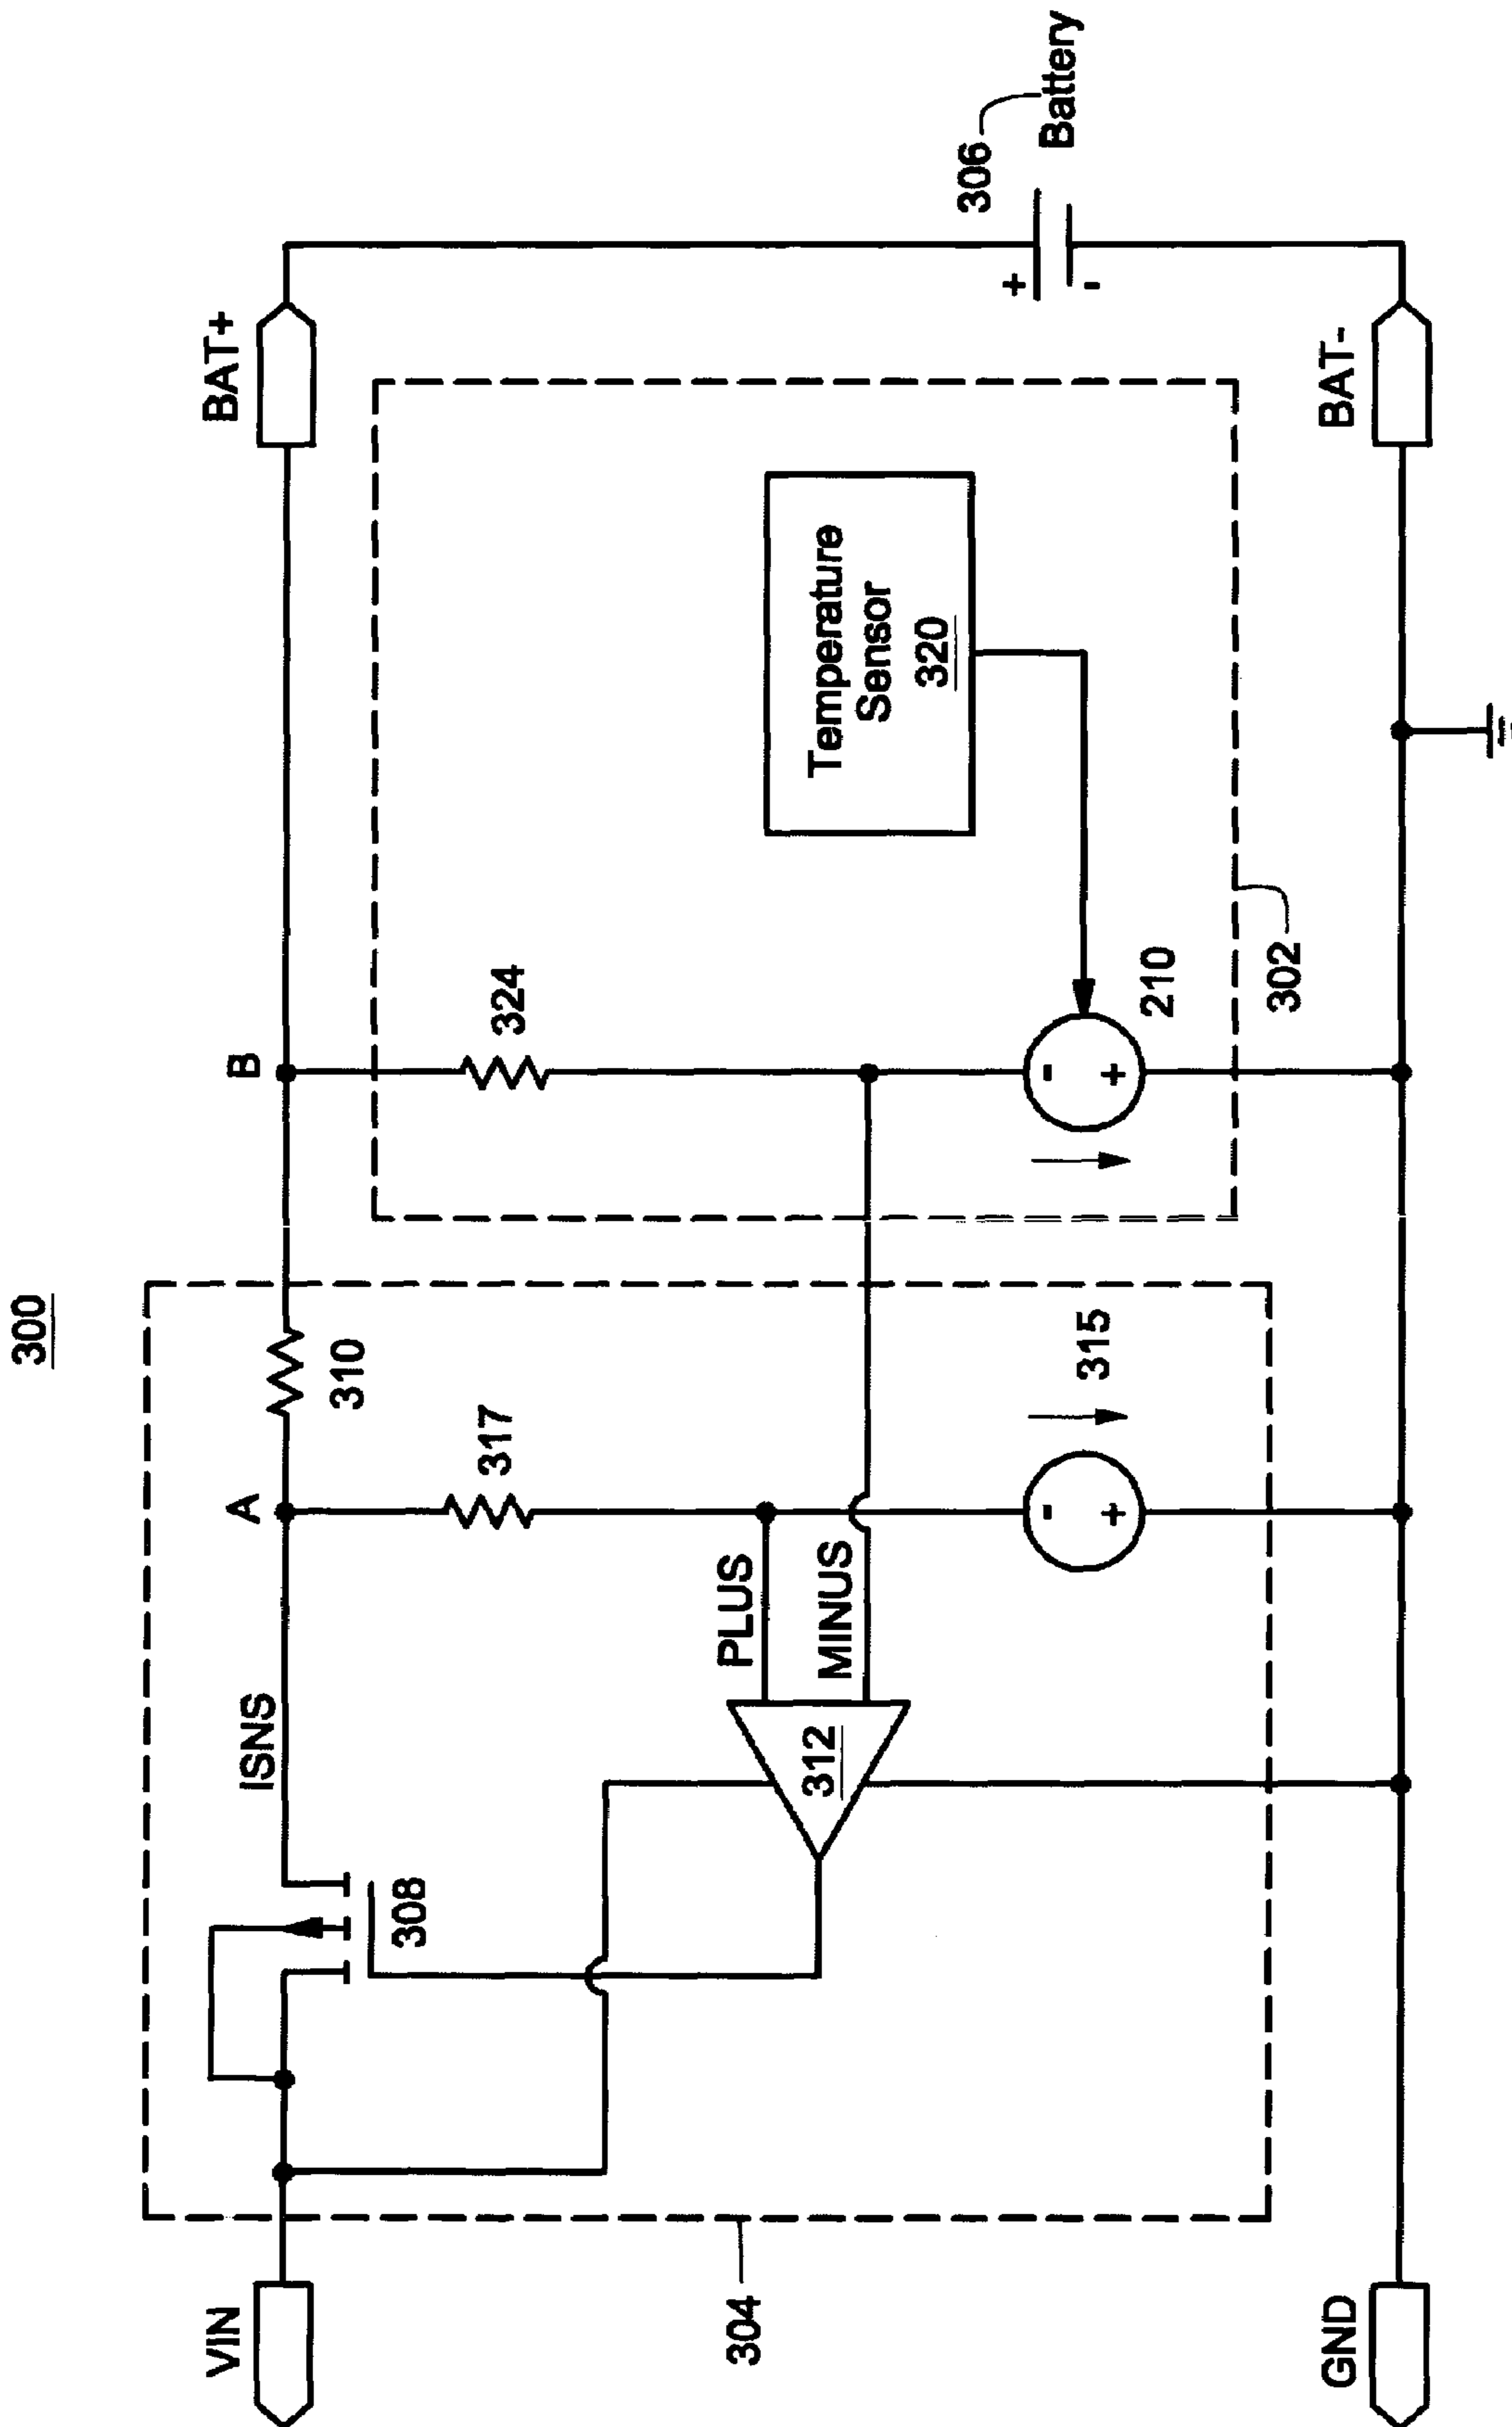 300
VIN
BAT+
ISNS
A
B
308
310
317
324
306
Battery
+
-
PLUS
MINUS
312
Temperature
Sensor
320
-
+
315
-
+
210
302
304
GND
BAT-